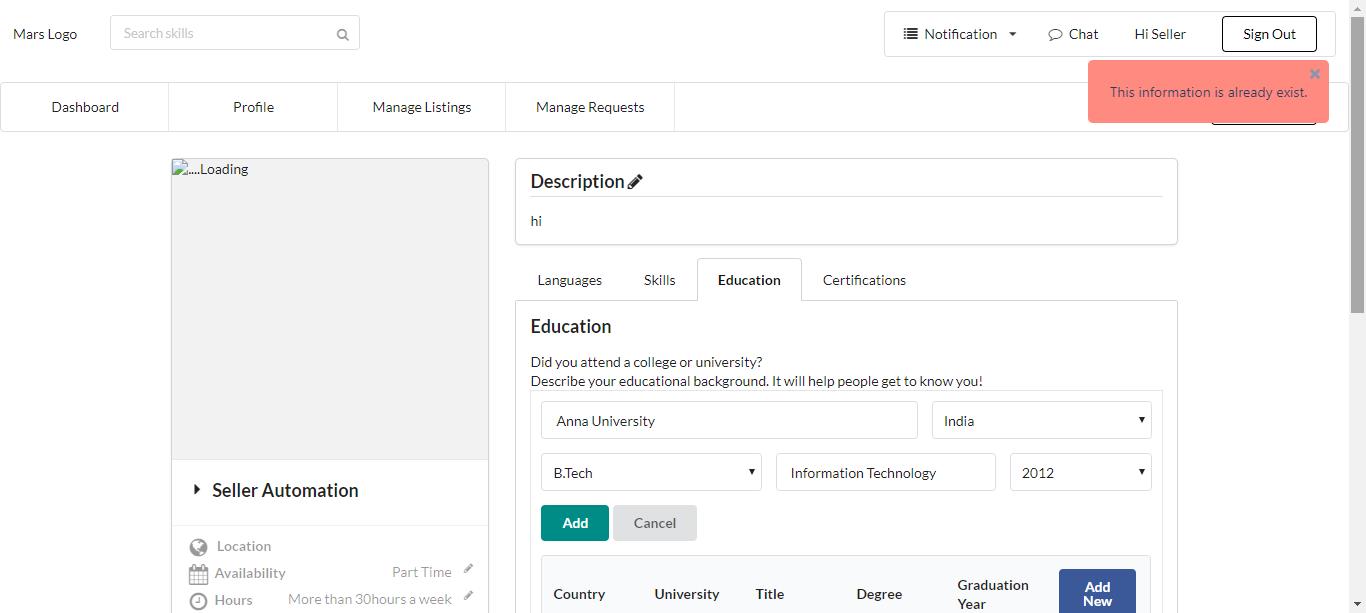 Mars Logo
Search skills
Notification
Chat
Hi Seller
Sign Out
This information is already exist.
Dashboard
Profile
Manage Listings
Manage Requests
....Loading
Description
hi
Languages
Skills
Education
Certifications
Education
Did you attend a college or university?
Describe your educational background. It will help people get to know you!
Anna University
India
B.Tech
Information Technology
2012
Add
Cancel
Country
University
Title
Degree
Graduation
Year
Add
New
Seller Automation
Location
Availability
Part Time
Hours
More than 30hours a week